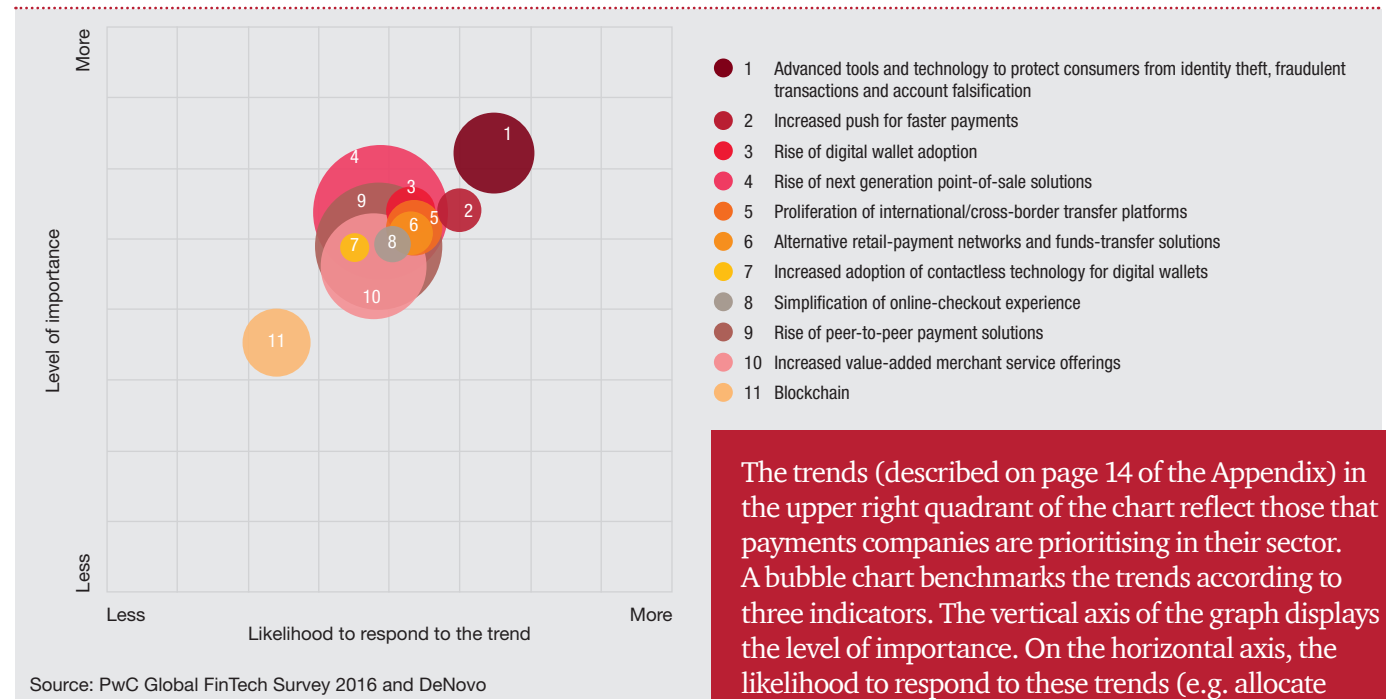 More
Level of importance
Less
1
4
3
9
2
5
6
7
8
10
11
Less
More
Likelihood to respond to the trend
Source: PwC Global FinTech Survey 2016 and DeNovo
1 Advanced tools and technology to protect consumers from identity theft, fraudulent
transactions and account falsification
2 Increased push for faster payments
3 Rise of digital wallet adoption
4 Rise of next generation point-of-sale solutions
5 Proliferation of international/cross-border transfer platforms
6 Alternative retail-payment networks and funds-transfer solutions
7 Increased adoption of contactless technology for digital wallets
8 Simplification of online-checkout experience
9 Rise of peer-to-peer payment solutions
10 Increased value-added merchant service offerings
11 Blockchain
The trends (described on page 14 of the Appendix) in
the upper right quadrant of the chart reflect those that
payments companies are prioritising in their sector.
A bubble chart benchmarks the trends according to
three indicators. The vertical axis of the graph displays
the level of importance. On the horizontal axis, the
likelihood to respond to these trends (e.g. allocate